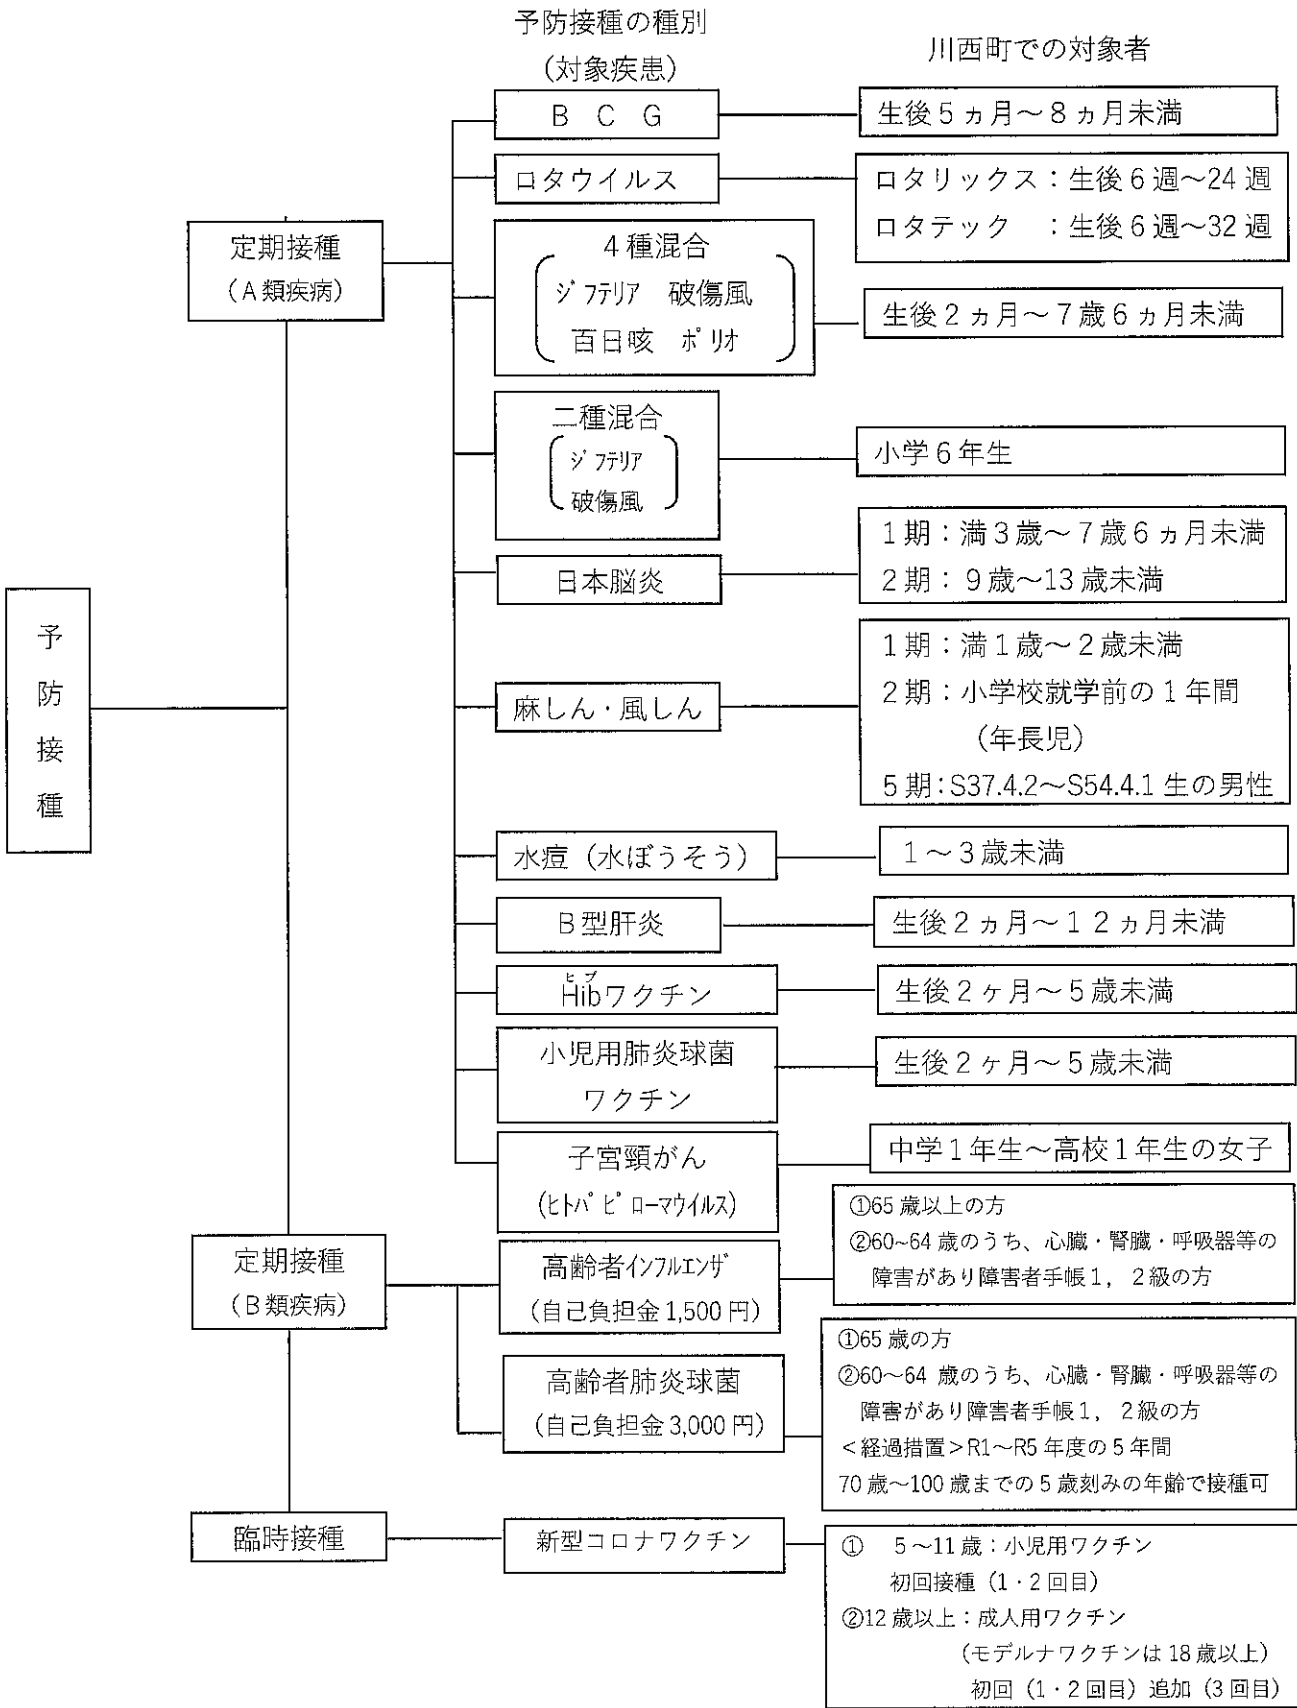 予防接種の種別
(対象疾患)
川西町での対象者
予防接種
定期接種
(A類疾病)
BCG
生後5ヵ月～8ヵ月未満
ロタウイルス
ロタリックス：生後6週～24週
ロタテック　：生後6週～32週
4種混合
ジフテリア　破傷風
百日咳　ポリオ
生後2ヵ月～7歳6ヵ月未満
二種混合
ジフテリア
破傷風
小学6年生
日本脳炎
1期：満3歳～7歳6ヵ月未満
2期：9歳～13歳未満
麻しん・風しん
1期：満1歳～2歳未満
2期：小学校就学前の1年間
(年長児)
5期：S37.4.2～S54.4.1生の男性
水痘（水ぼうそう）
1～3歳未満
B型肝炎
生後2ヵ月～12ヵ月未満
ヒブ
Hibワクチン
生後2ヶ月～5歳未満
小児用肺炎球菌
ワクチン
生後2ヶ月～5歳未満
子宮頸がん
(ヒトパピローマウイルス)
中学1年生～高校1年生の女子
定期接種
(B類疾病)
高齢者インフルエンザ
(自己負担金1,500円)
①65歳以上の方
②60~64歳のうち、心臓・腎臓・呼吸器等の
障害があり障害者手帳1，2級の方
高齢者肺炎球菌
(自己負担金3,000円)
①65歳の方
②60～64歳のうち、心臓・腎臓・呼吸器等の
障害があり障害者手帳1，2級の方
＜経過措置＞R1～R5年度の5年間
70歳～100歳までの5歳刻みの年齢で接種可
臨時接種
新型コロナワクチン
①　5～11歳：小児用ワクチン
初回接種（1・2回目）
②12歳以上：成人用ワクチン
(モデルナワクチンは18歳以上)
初回（1・2回目）追加（3回目）